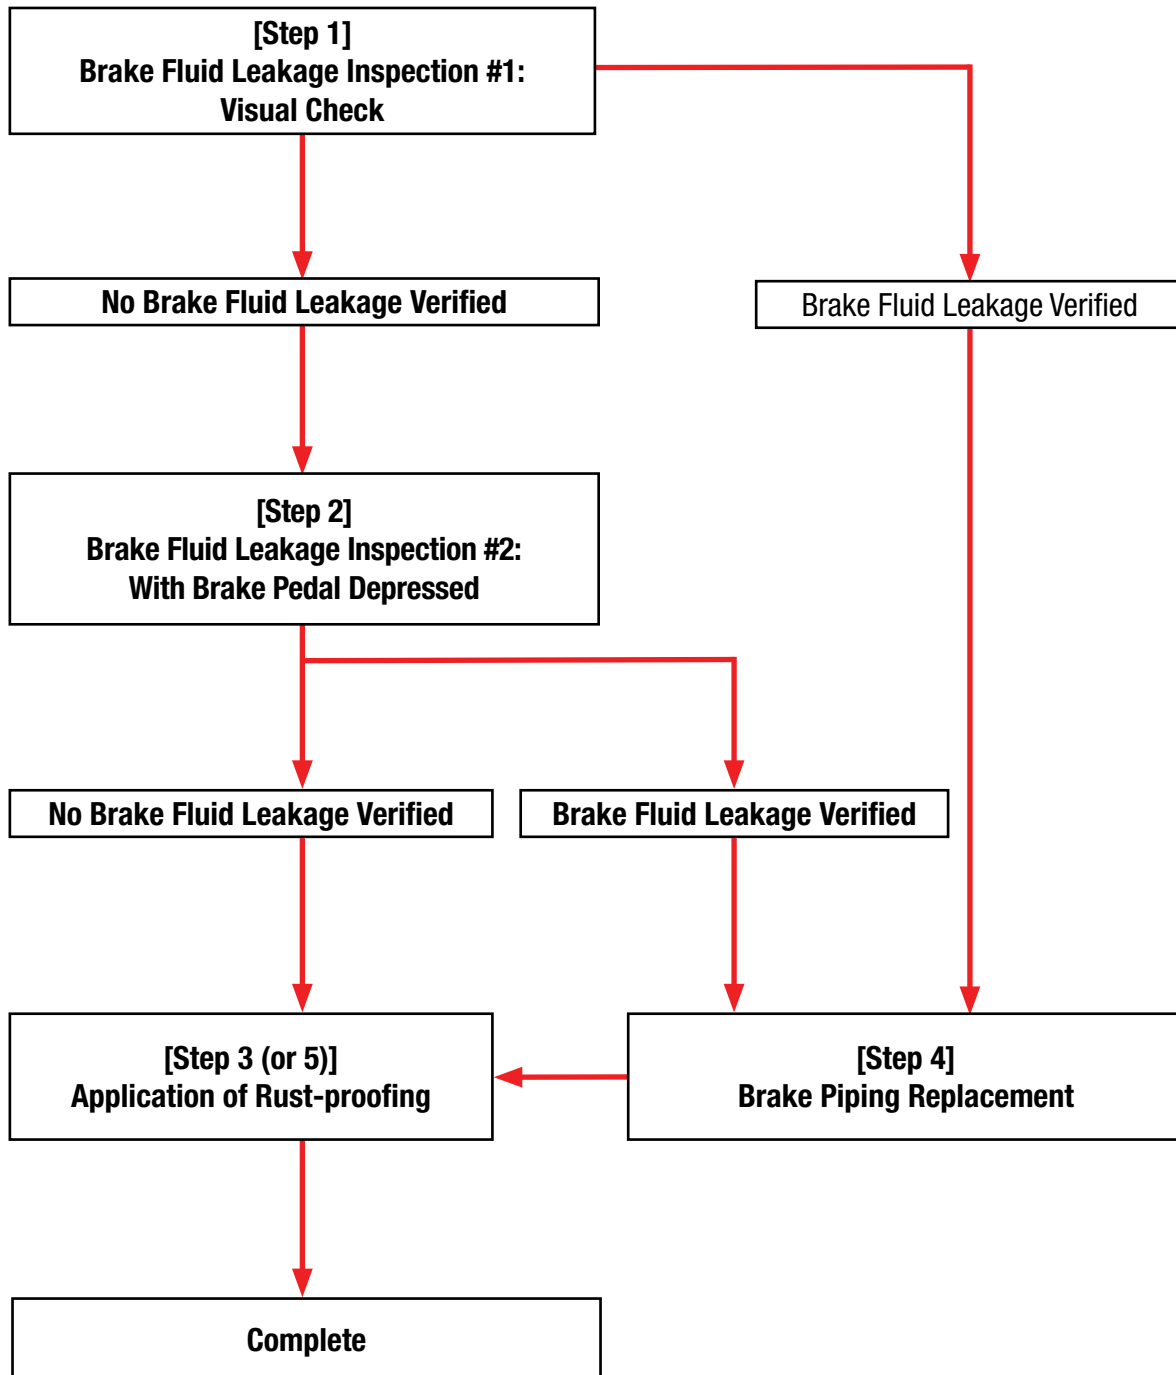 [Step 1]
Brake Fluid Leakage Inspection #1:
Visual Check
No Brake Fluid Leakage Verified
Brake Fluid Leakage Verified
[Step 2]
Brake Fluid Leakage Inspection #2:
With Brake Pedal Depressed
No Brake Fluid Leakage Verified
Brake Fluid Leakage Verified
[Step 3 (or 5)]
Application of Rust-proofing
[Step 4]
Brake Piping Replacement
Complete